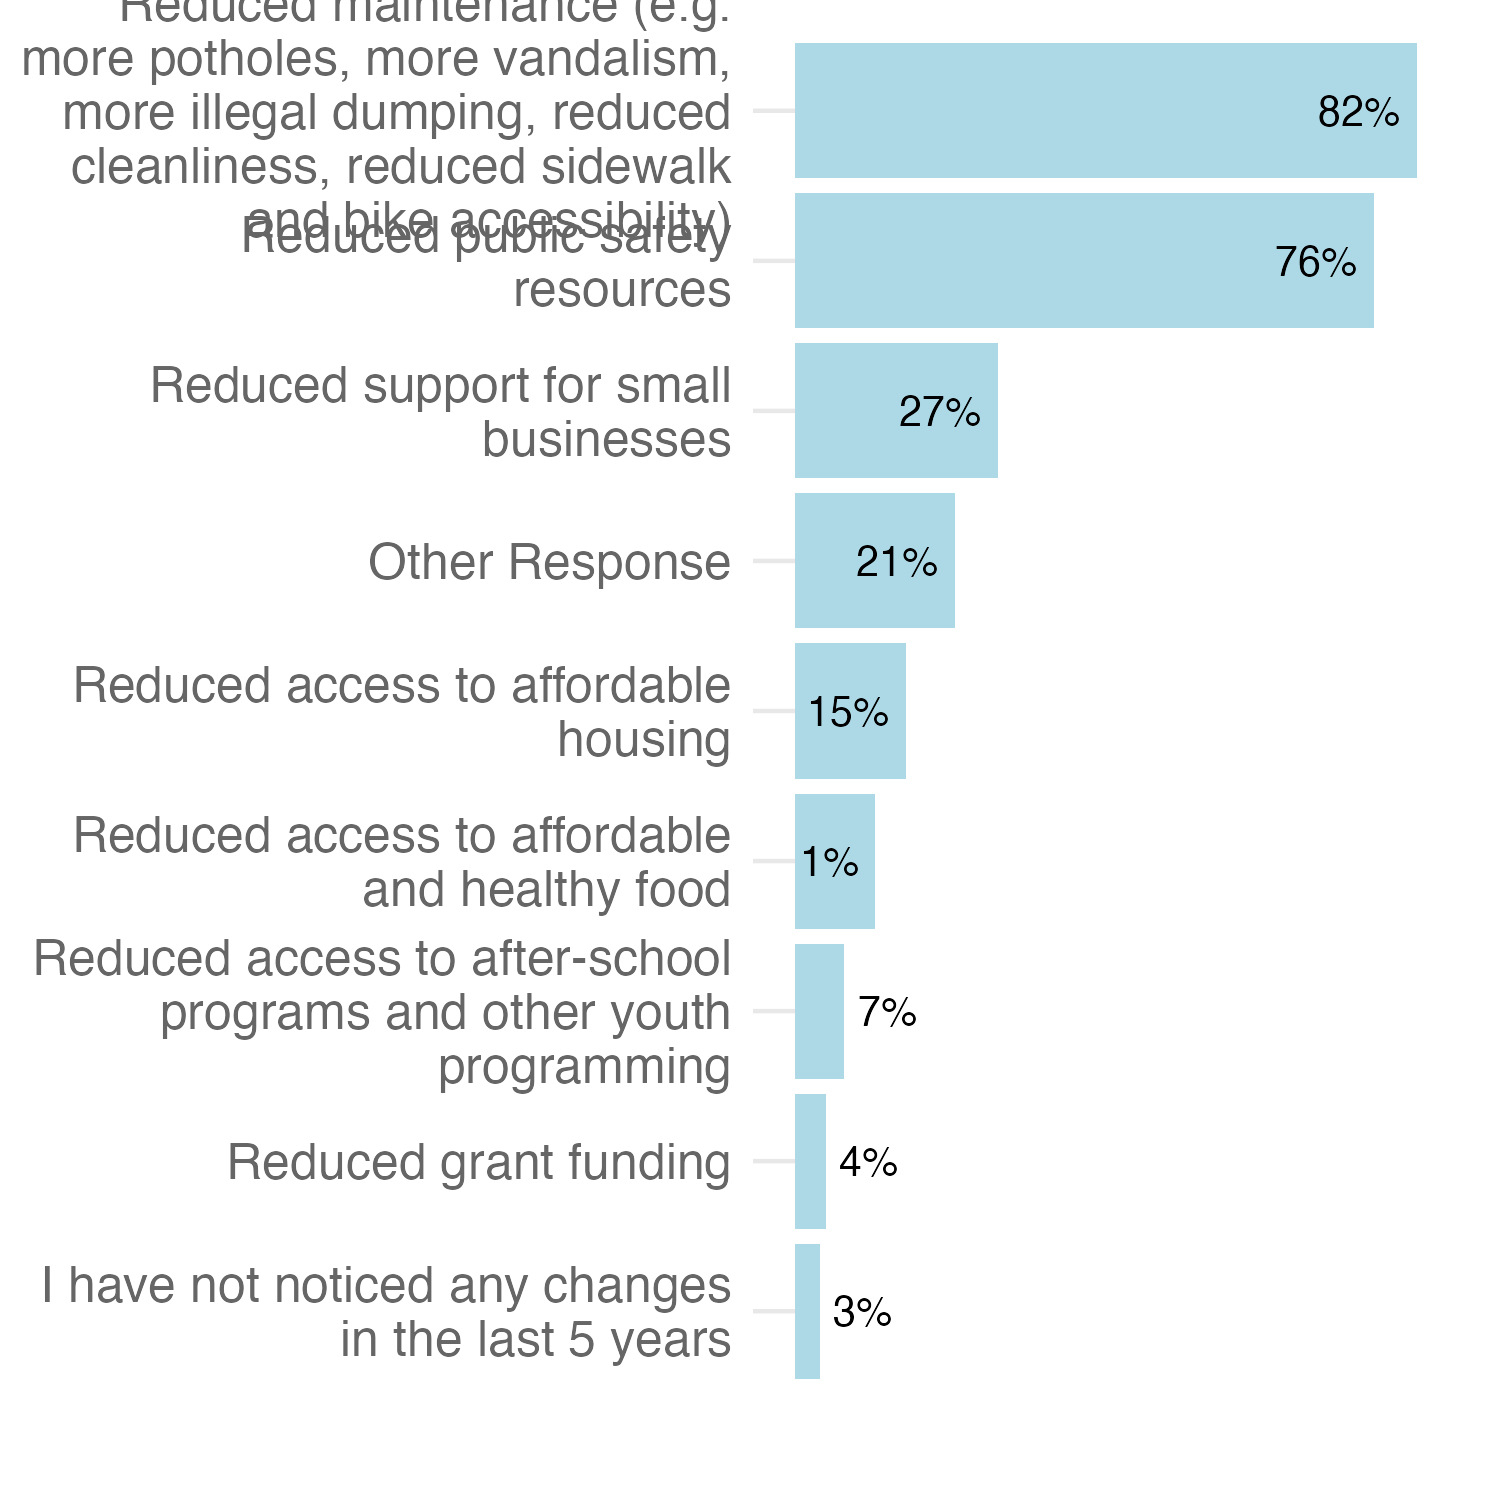 Reduced maintenance (e.g.
more potholes, more vandalism,
more illegal dumping, reduced
cleanliness, reduced sidewalk
and bike accessibility)
82%
Reduced public safety
resources
76%
Reduced support for small
businesses
27%
Other Response
21%
Reduced access to affordable
housing
15%
Reduced access to affordable
and healthy food
1%
Reduced access to after-school
programs and other youth
programming
7%
Reduced grant funding
4%
I have not noticed any changes
in the last 5 years
3%